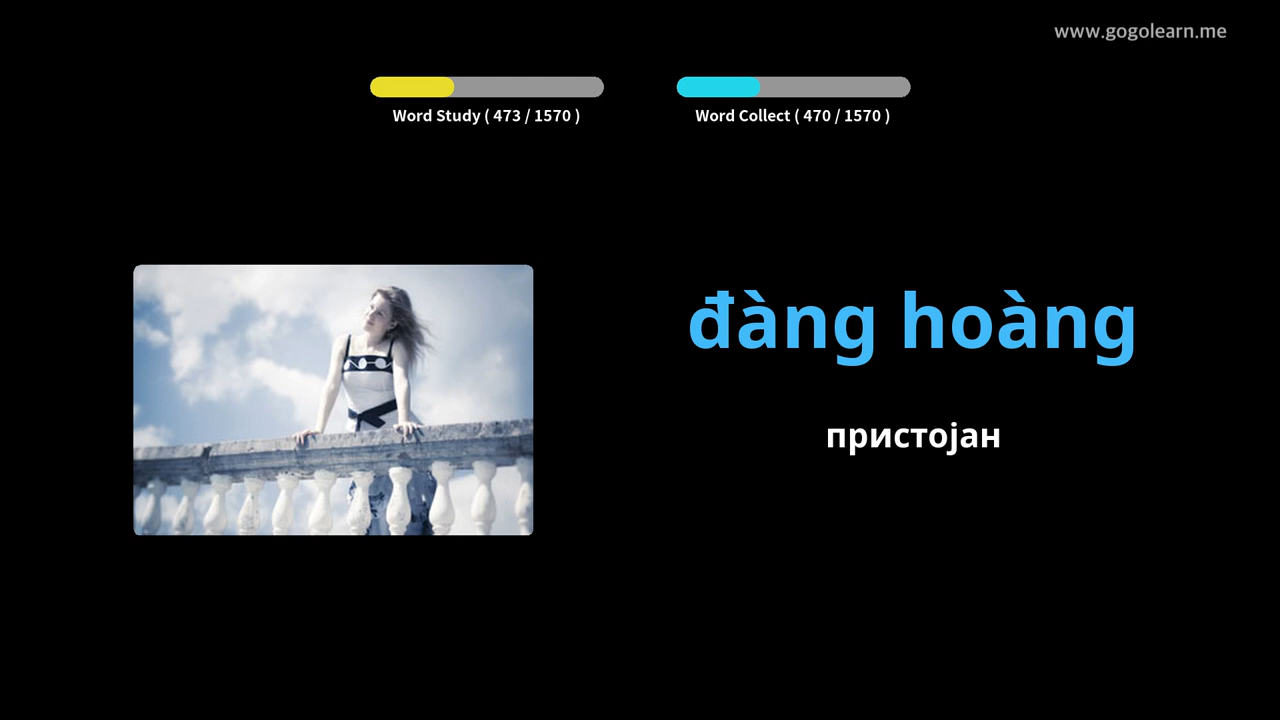 www.gogolearn.me
Word Study ( 473 / 1570 )
Word Collect ( 470 / 1570 )
đàng hoàng
пристојан